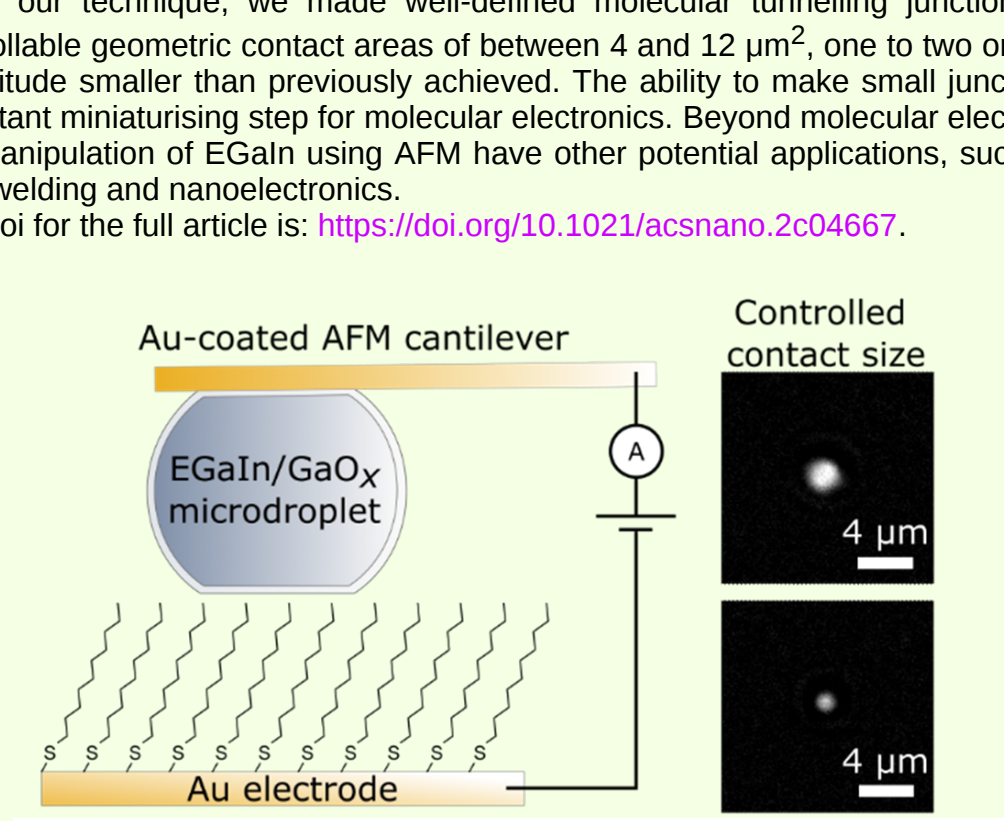 our technique, we made well-defined molecular tunnelling junction
ollable geometric contact areas of between 4 and 12 µm², one to two or
itude smaller than previously achieved. The ability to make small junc
tant miniaturising step for molecular electronics. Beyond molecular elec
anipulation of EGaIn using AFM have other potential applications, suc
welding and nanoelectronics.
oi for the full article is: https://doi.org/10.1021/acsnano.2c04667.
Controlled
contact size
Au-coated AFM cantilever
A
EGaIn/GaOx
microdroplet
4 µm
4 µm
S S S S S S S S S S S
Au electrode